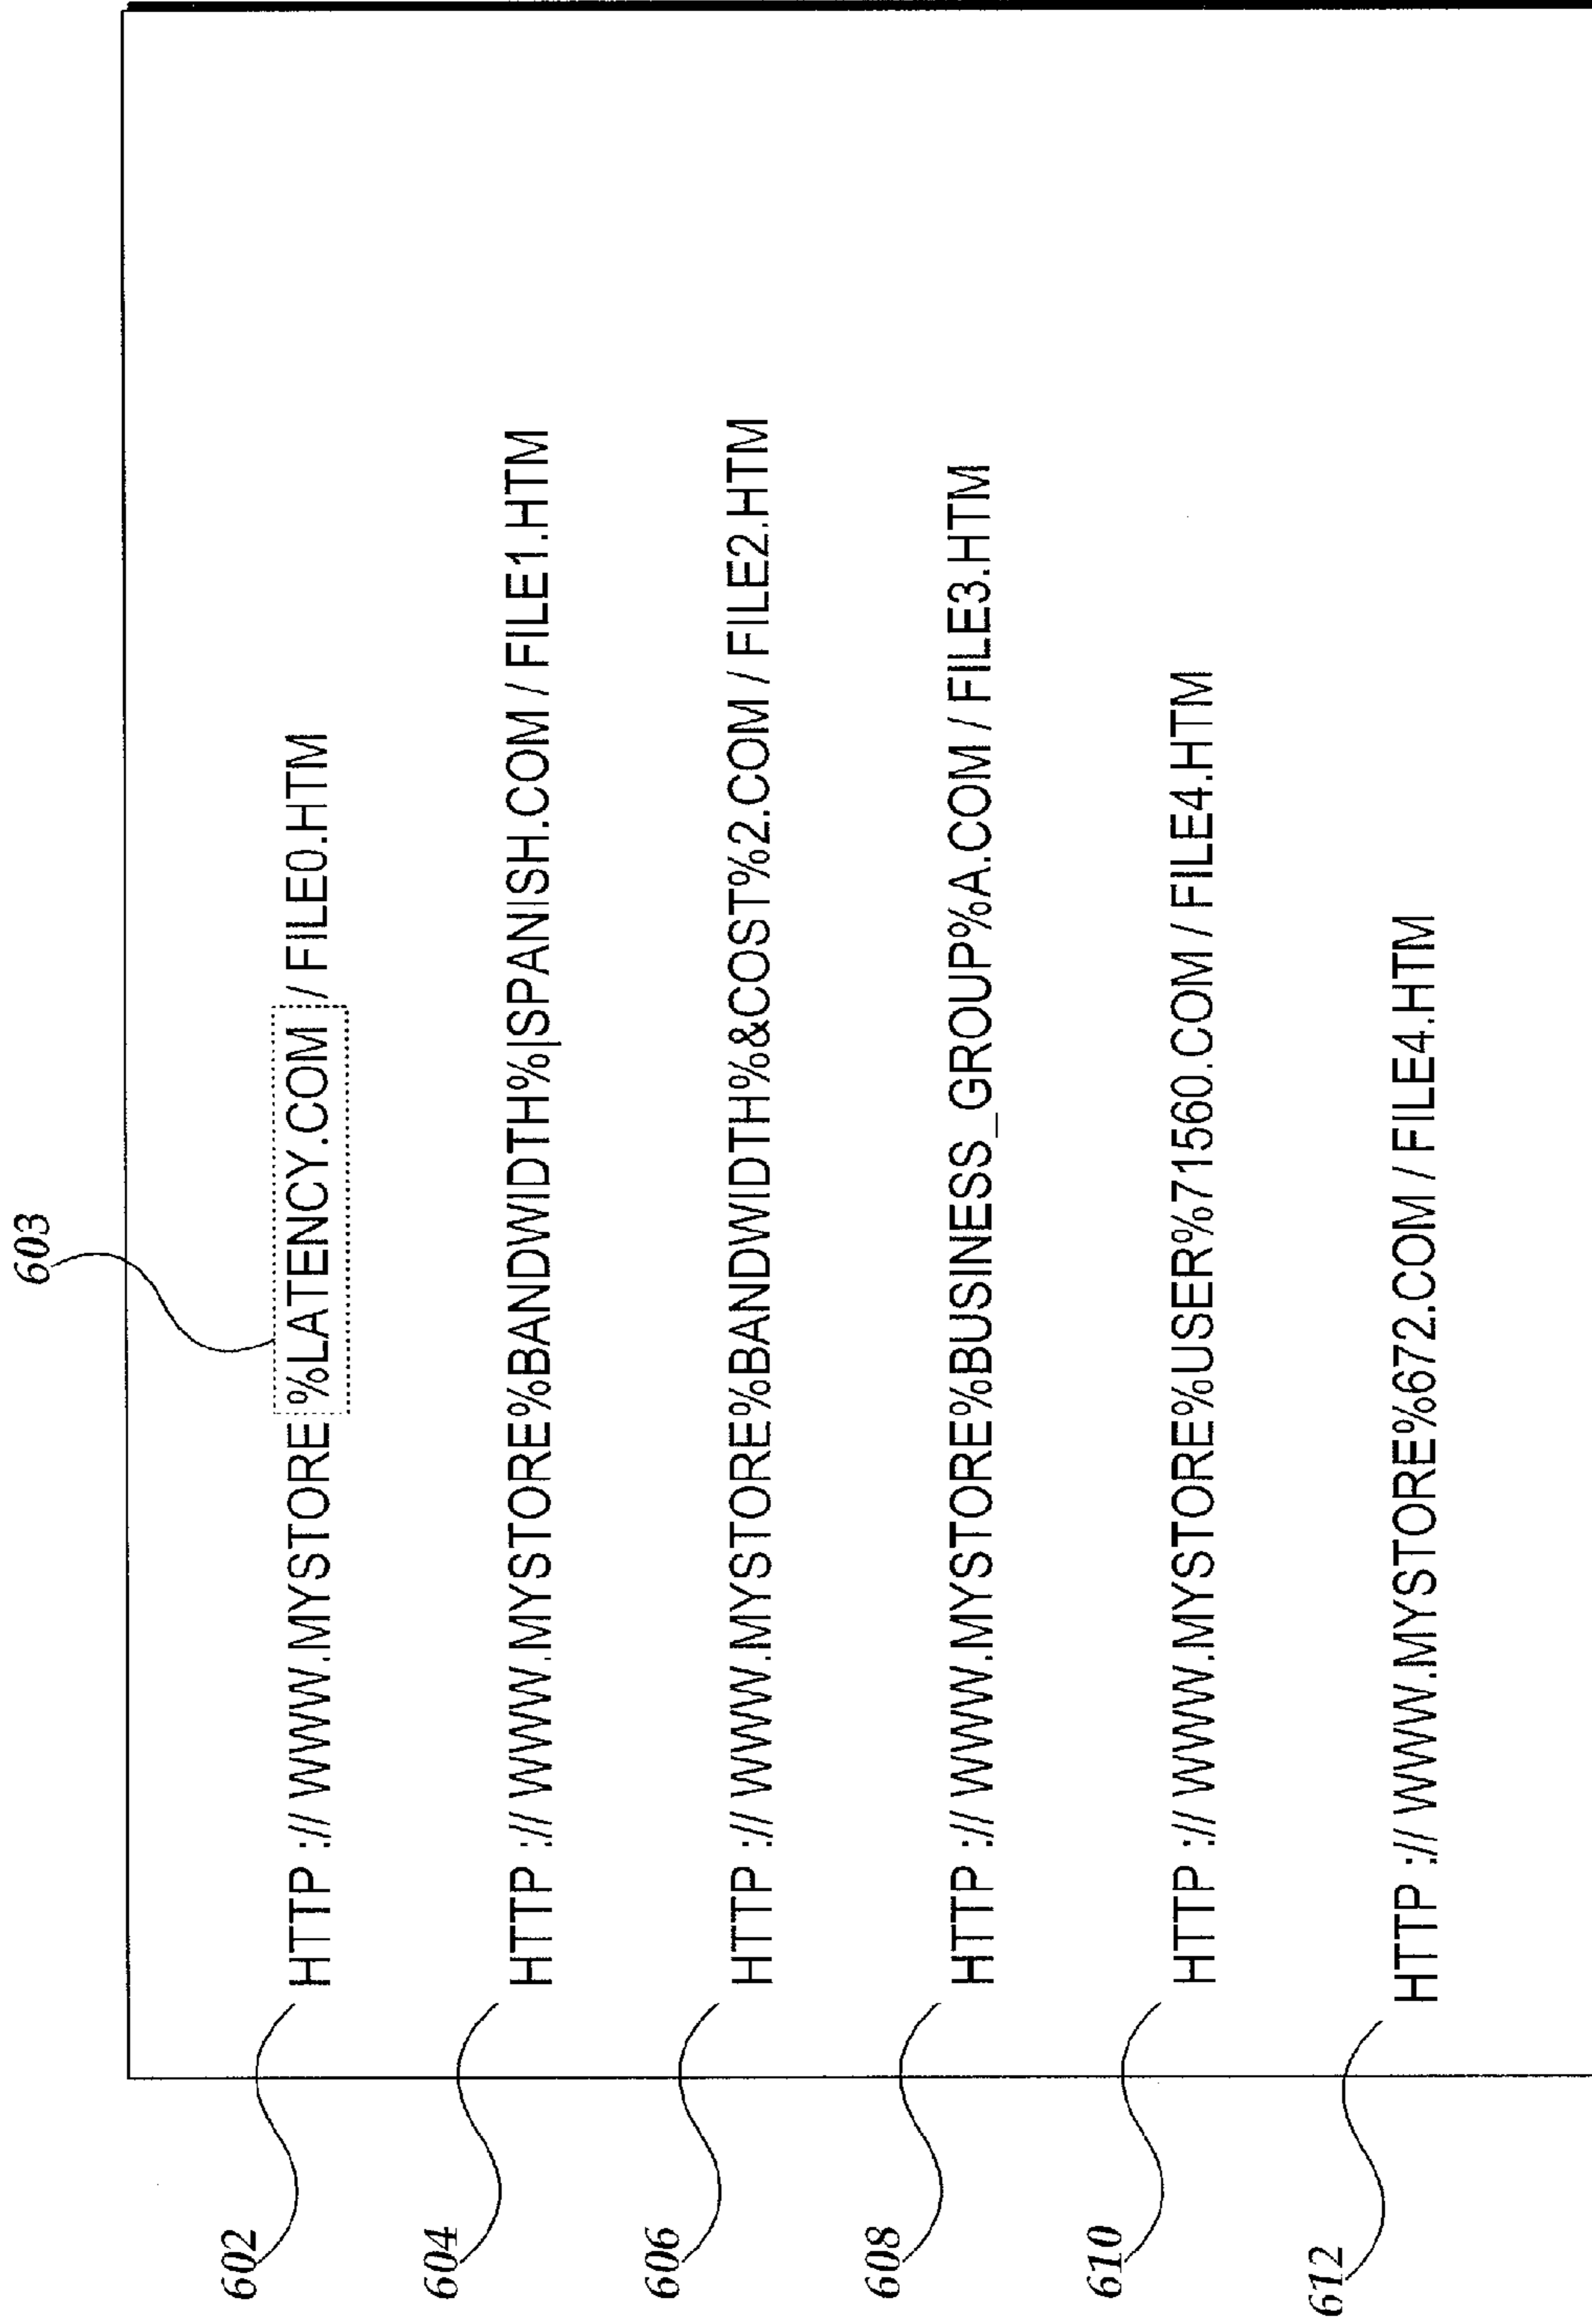 603
602 HTTP :// WWW.MYSTORE %LATENCY.COM / FILE0.HTM
604 HTTP :// WWW.MYSTORE%BANDWIDTH%|SPANISH.COM / FILE1.HTM
606 HTTP :// WWW.MYSTORE%BANDWIDTH%&COST%2.COM / FILE2.HTM
608 HTTP :// WWW.MYSTORE%BUSINESS_GROUP%A.COM / FILE3.HTM
610 HTTP :// WWW.MYSTORE%USER%71560.COM / FILE4.HTM
612 HTTP :// WWW.MYSTORE%672.COM / FILE4.HTM